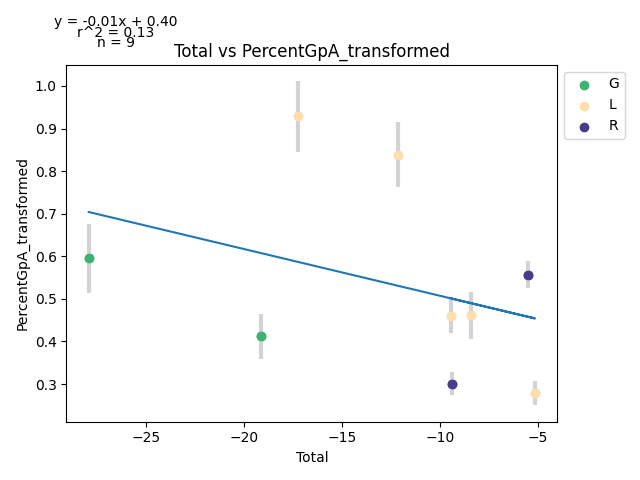 y = -0.01x + 0.40
r^2 = 0.13
n = 9
Total vs PercentGpA_transformed
G
L
R
PercentGpA_transformed
1.0
0.9
0.8
0.7
0.6
0.5
0.4
0.3
−25
−20
−15
−10
−5
Total